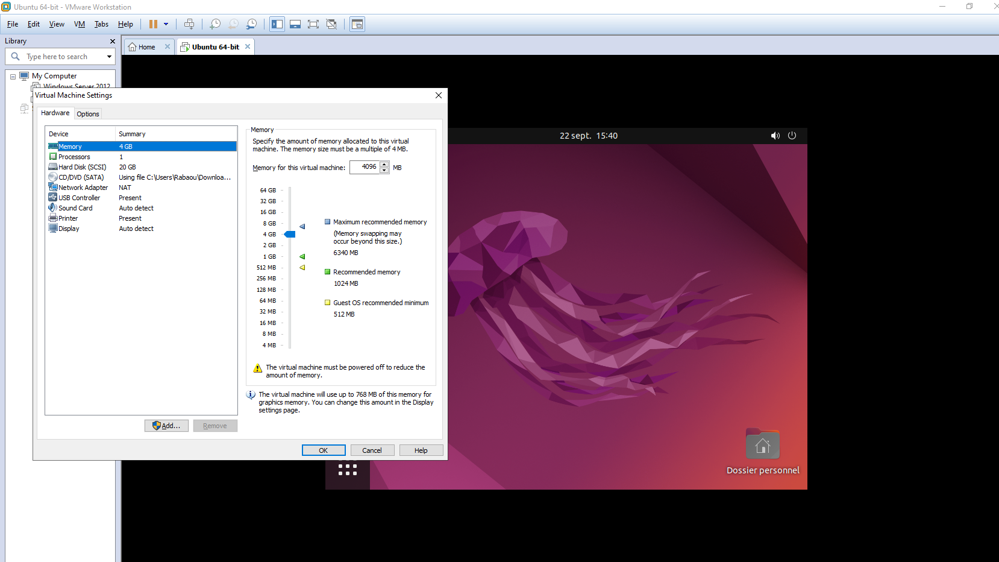 Ubuntu 64-bit - VMware Workstation
File Edit View VM Tabs Help
Library
Type here to search
My Computer
Windows Server 2012
Home
Ubuntu 64-bit
Virtual Machine Settings
Hardware
Options
Device Summary
Memory 4 GB
Processors 1
Hard Disk (SCSI) 20 GB
CD/DVD (SATA) Using file C:\Users\Rabaou\Downloa...
Network Adapter NAT
USB Controller Present
Sound Card Auto detect
Printer Present
Display Auto detect
Add...
Remove
Memory
Specify the amount of memory allocated to this virtual
machine. The memory size must be a multiple of 4 MB.
Memory for this virtual machine: 4096 MB
64 GB
32 GB
16 GB
8 GB
4 GB
2 GB
1 GB
512 MB
256 MB
128 MB
64 MB
32 MB
16 MB
8 MB
4 MB
Maximum recommended memory
(Memory swapping may
occur beyond this size.)
6340 MB
Recommended memory
1024 MB
Guest OS recommended minimum
512 MB
The virtual machine must be powered off to reduce the
amount of memory.
The virtual machine will use up to 768 MB of this memory for
graphics memory. You can change this amount in the Display
settings page.
OK
Cancel
Help
22 sept. 15:40
Dossier personnel